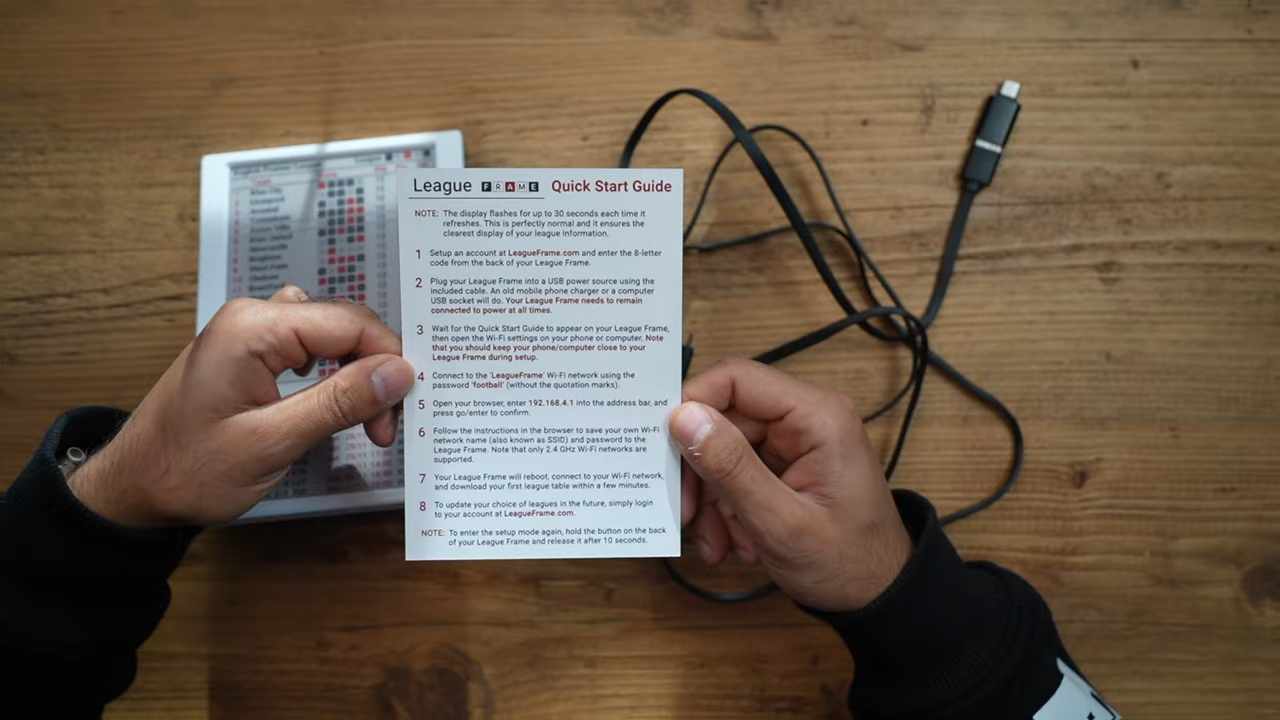 League FRAME Quick Start Guide
NOTE: The display flashes for up to 30 seconds each time it
refreshes. This is perfectly normal and it ensures the
clearest display of your league information.
1 Setup an account at LeagueFrame.com and enter the 8-letter
code from the back of your League Frame.
2 Plug your League Frame into a USB power source using the
included cable. An old mobile phone charger or a computer
USB socket will do. Your League Frame needs to remain
connected to power at all times.
3 Wait for the Quick Start Guide to appear on your League Frame,
then open the Wi-Fi settings on your phone or computer. Note
that you should keep your phone/computer close to your
League Frame during setup.
4 Connect to the 'LeagueFrame' Wi-Fi network using the
password 'football' (without the quotation marks).
5 Open your browser, enter 192.168.4.1 into the address bar, and
press go/enter to confirm.
6 Follow the instructions in the browser to save your own Wi-Fi
network name (also known as SSID) and password to the
League Frame. Note that only 2.4 GHz Wi-Fi networks are
supported.
7 Your League Frame will reboot, connect to your Wi-Fi network,
and download your first league table within a few minutes.
8 To update your choice of leagues in the future, simply login
to your account at LeagueFrame.com.
NOTE: To enter the setup mode again, hold the button on the back
of your League Frame and release it after 10 seconds.